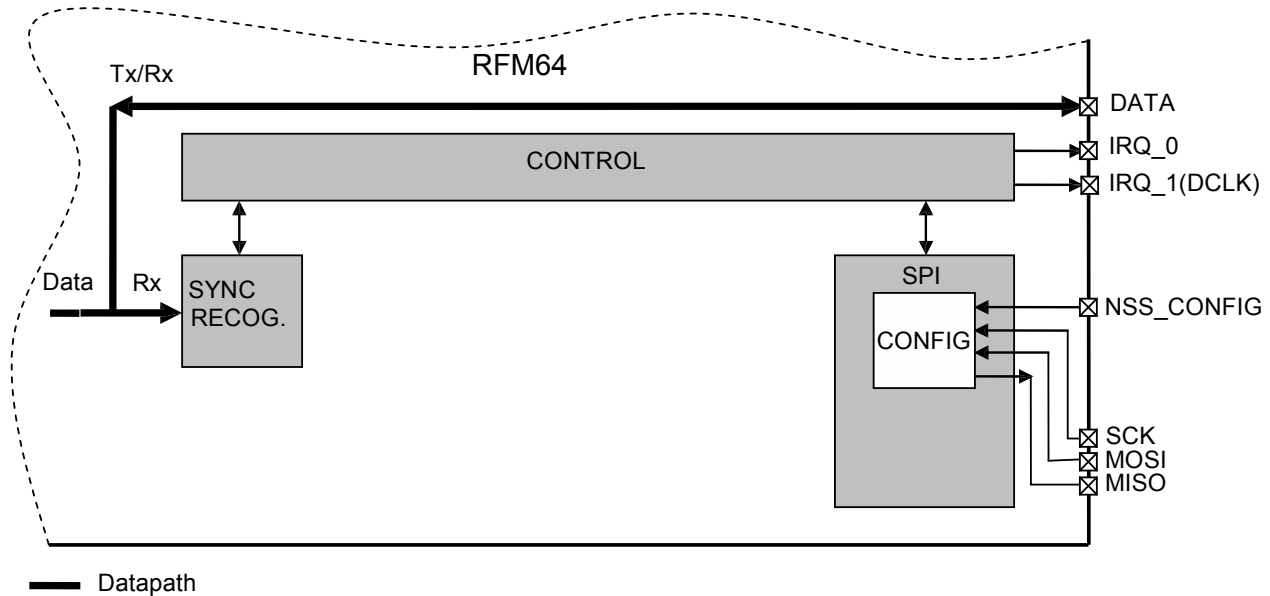 RFM64
Tx/Rx
DATA
CONTROL
IRQ_0
IRQ_1(DCLK)
Data
Rx
SYNC
RECOG.
SPI
NSS_CONFIG
CONFIG
SCK
MOSI
MISO
Datapath